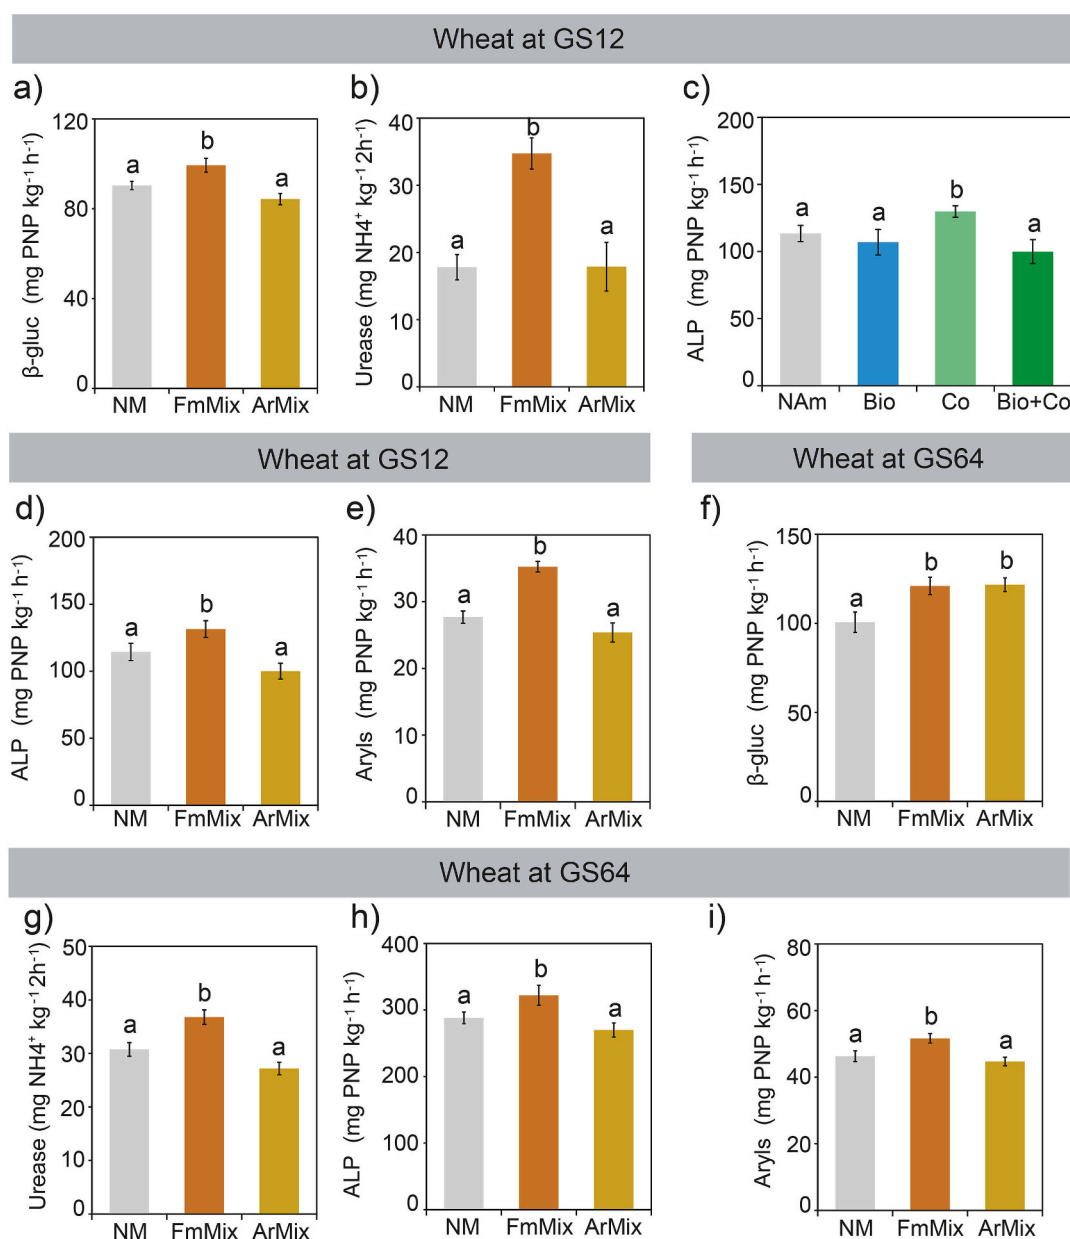 Wheat at GS12
a)
β-gluc (mg PNP kg⁻¹ h⁻¹)
120
80
40
0
a
b
a
NM FmMix ArMix
b)
Urease (mg NH4⁺ kg⁻¹ 2h⁻¹)
40
30
20
10
0
a
b
a
NM FmMix ArMix
c)
ALP (mg PNP kg⁻¹ h⁻¹)
200
150
100
50
0
a
a
b
a
NAm Bio Co Bio+Co
Wheat at GS12
Wheat at GS64
d)
ALP (mg PNP kg⁻¹ h⁻¹)
200
150
100
50
0
a
b
a
NM FmMix ArMix
e)
Aryls (mg PNP kg⁻¹ h⁻¹)
40
30
20
10
0
a
b
a
NM FmMix ArMix
f)
β-gluc (mg PNP kg⁻¹ h⁻¹)
150
100
50
0
a
b
b
NM FmMix ArMix
Wheat at GS64
g)
Urease (mg NH4⁺ kg⁻¹ 2h⁻¹)
50
40
30
20
10
0
a
b
a
NM FmMix ArMix
h)
ALP (mg PNP kg⁻¹ h⁻¹)
400
300
200
100
0
a
b
a
NM FmMix ArMix
i)
Aryls (mg PNP kg⁻¹ h⁻¹)
80
60
40
20
0
a
b
a
NM FmMix ArMix